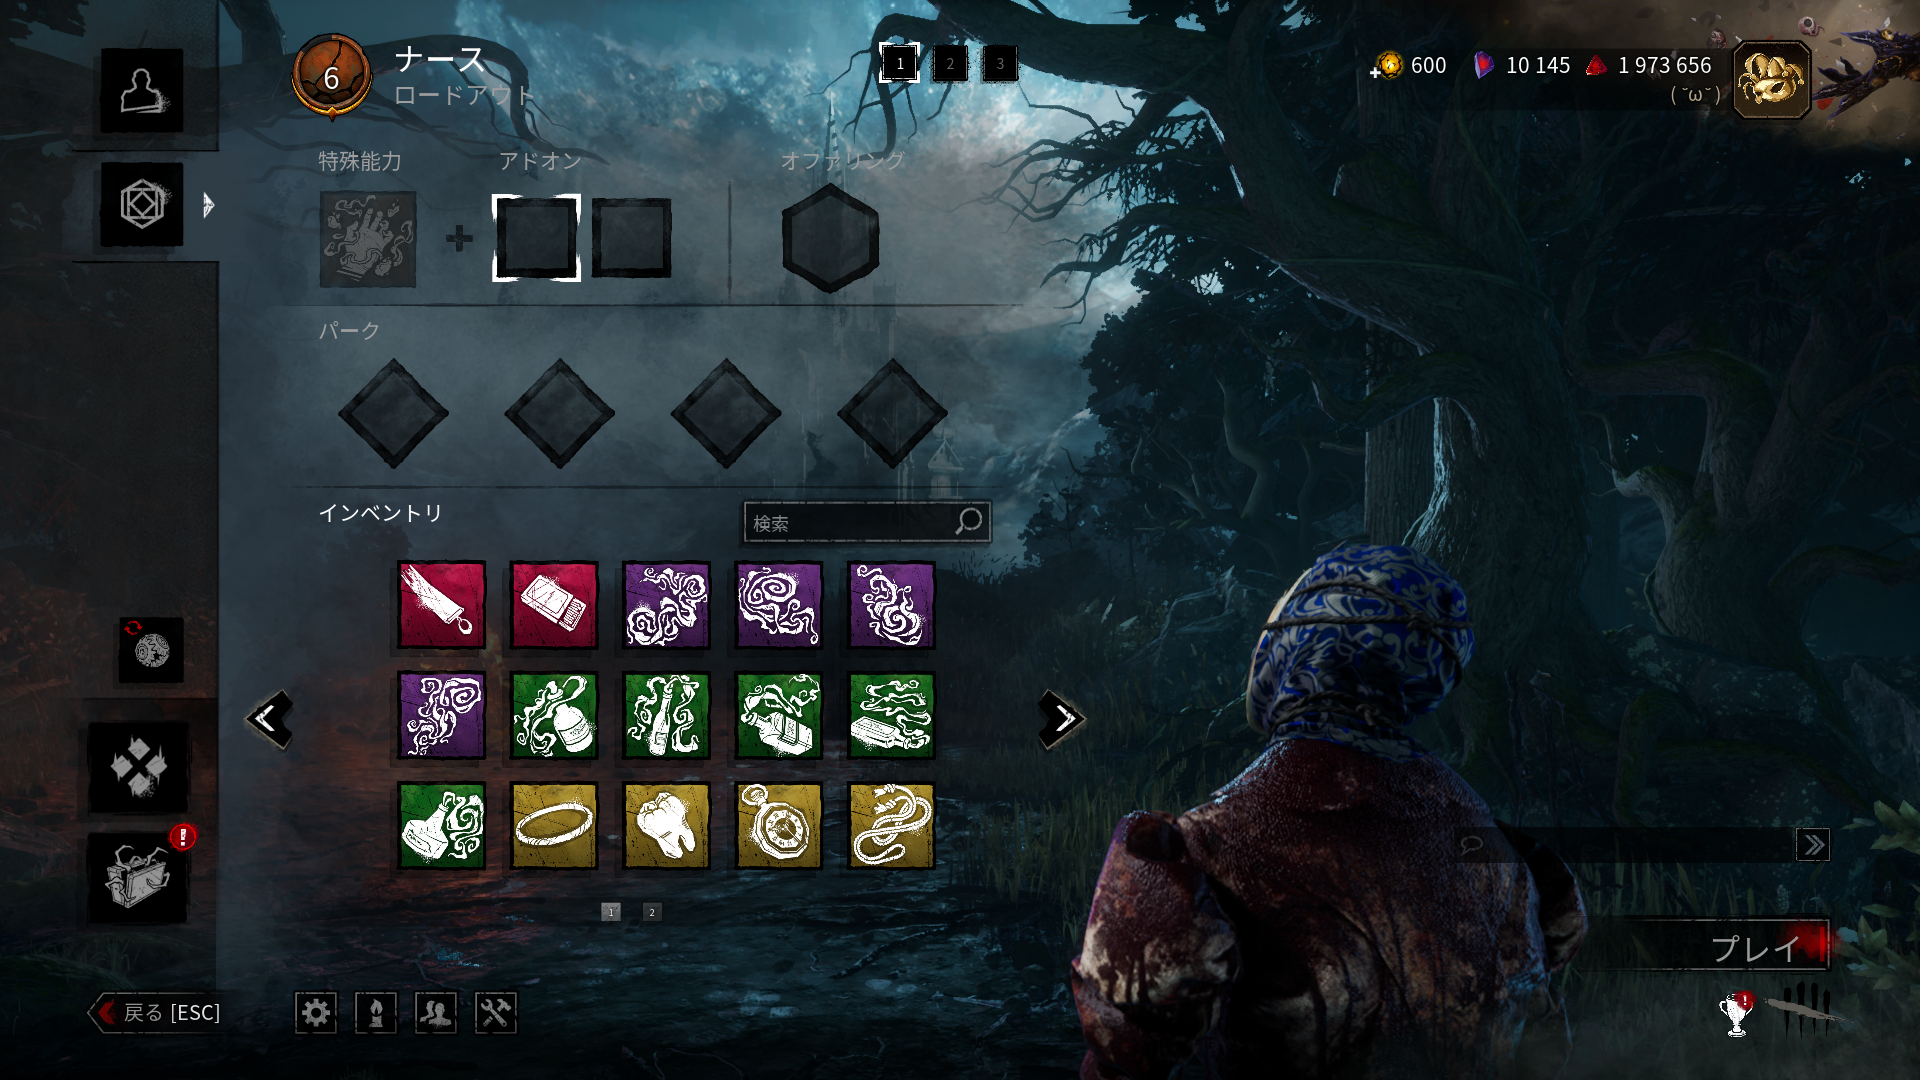 6
ナース
ロードアウト
1 2 3
600
10 145
1 973 656
( ˘ω˘ )
特殊能力
アドオン
オファリング
パーク
インベントリ
検索
1 2
プレイ
戻る [ESC]